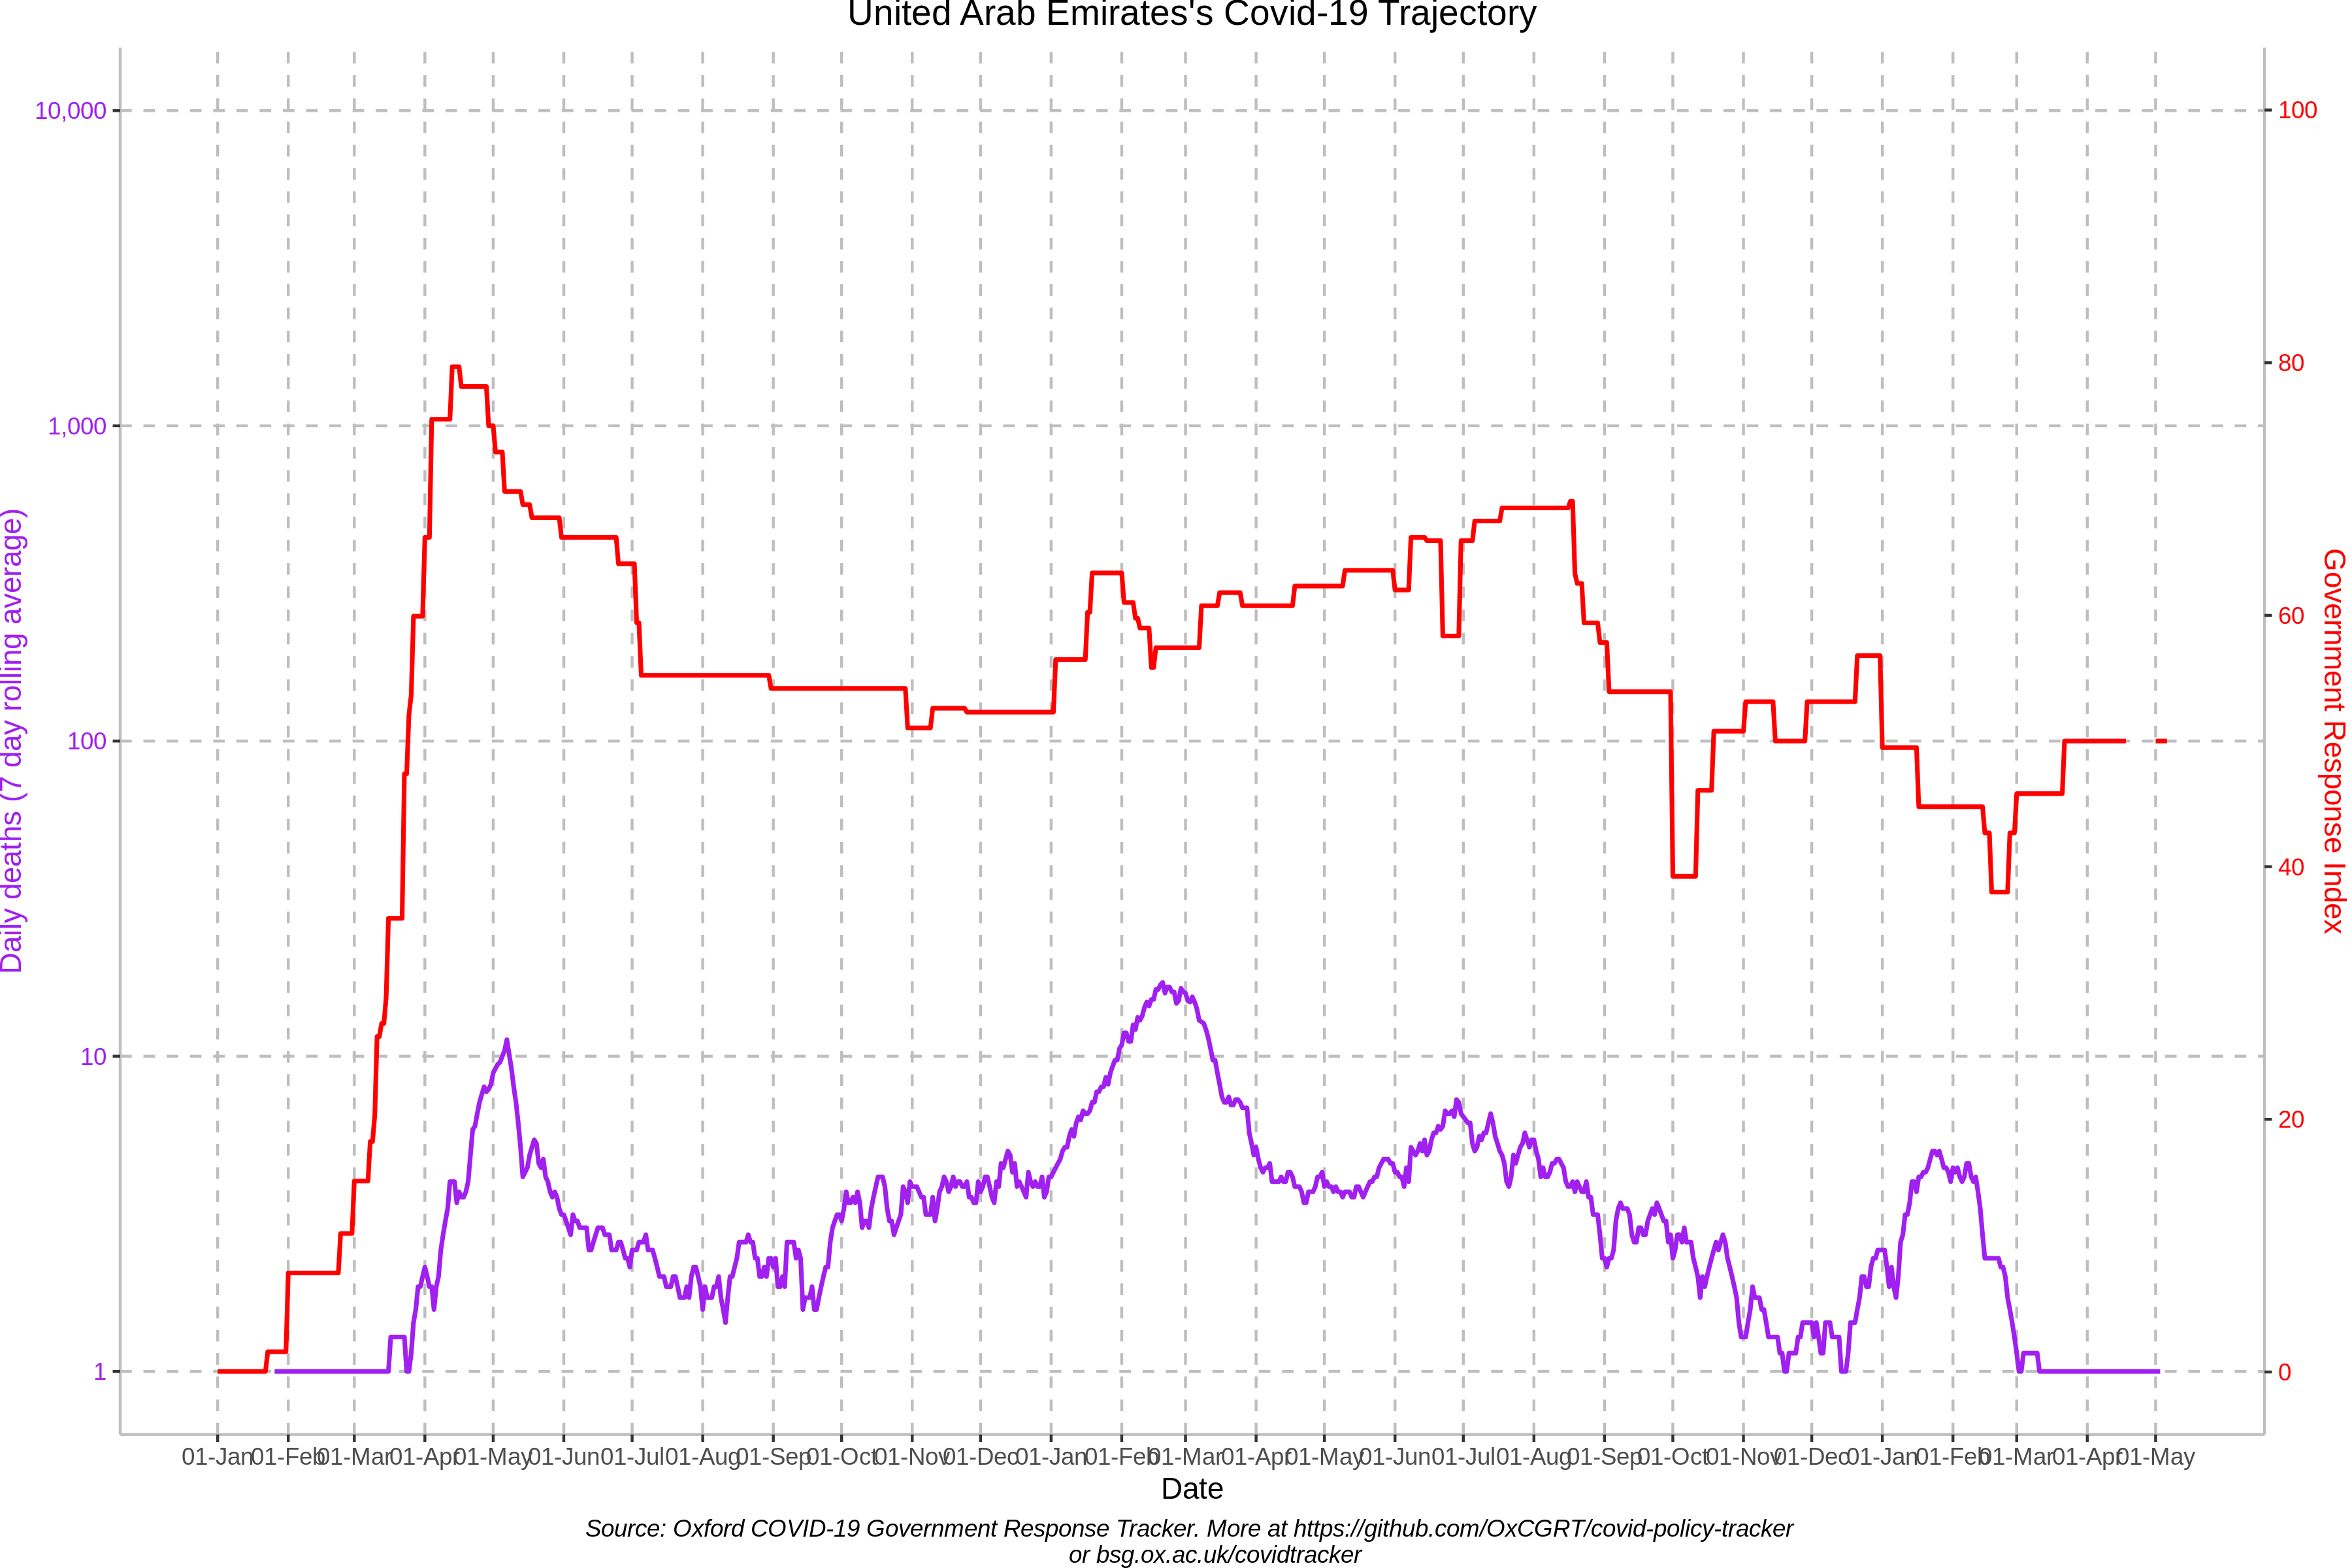 United Arab Emirates's Covid-19 Trajectory
10,000
1,000
100
10
1
Daily deaths (7 day rolling average)
100
80
60
40
20
0
Government Response Index
01-Jan 01-Feb 01-Mar 01-Apr 01-May 01-Jun 01-Jul 01-Aug 01-Sep 01-Oct 01-Nov 01-Dec 01-Jan 01-Feb 01-Mar 01-Apr 01-May 01-Jun 01-Jul 01-Aug 01-Sep 01-Oct 01-Nov 01-Dec 01-Jan 01-Feb 01-Mar 01-Apr 01-May
Date
Source: Oxford COVID-19 Government Response Tracker. More at https://github.com/OxCGRT/covid-policy-tracker
or bsg.ox.ac.uk/covidtracker